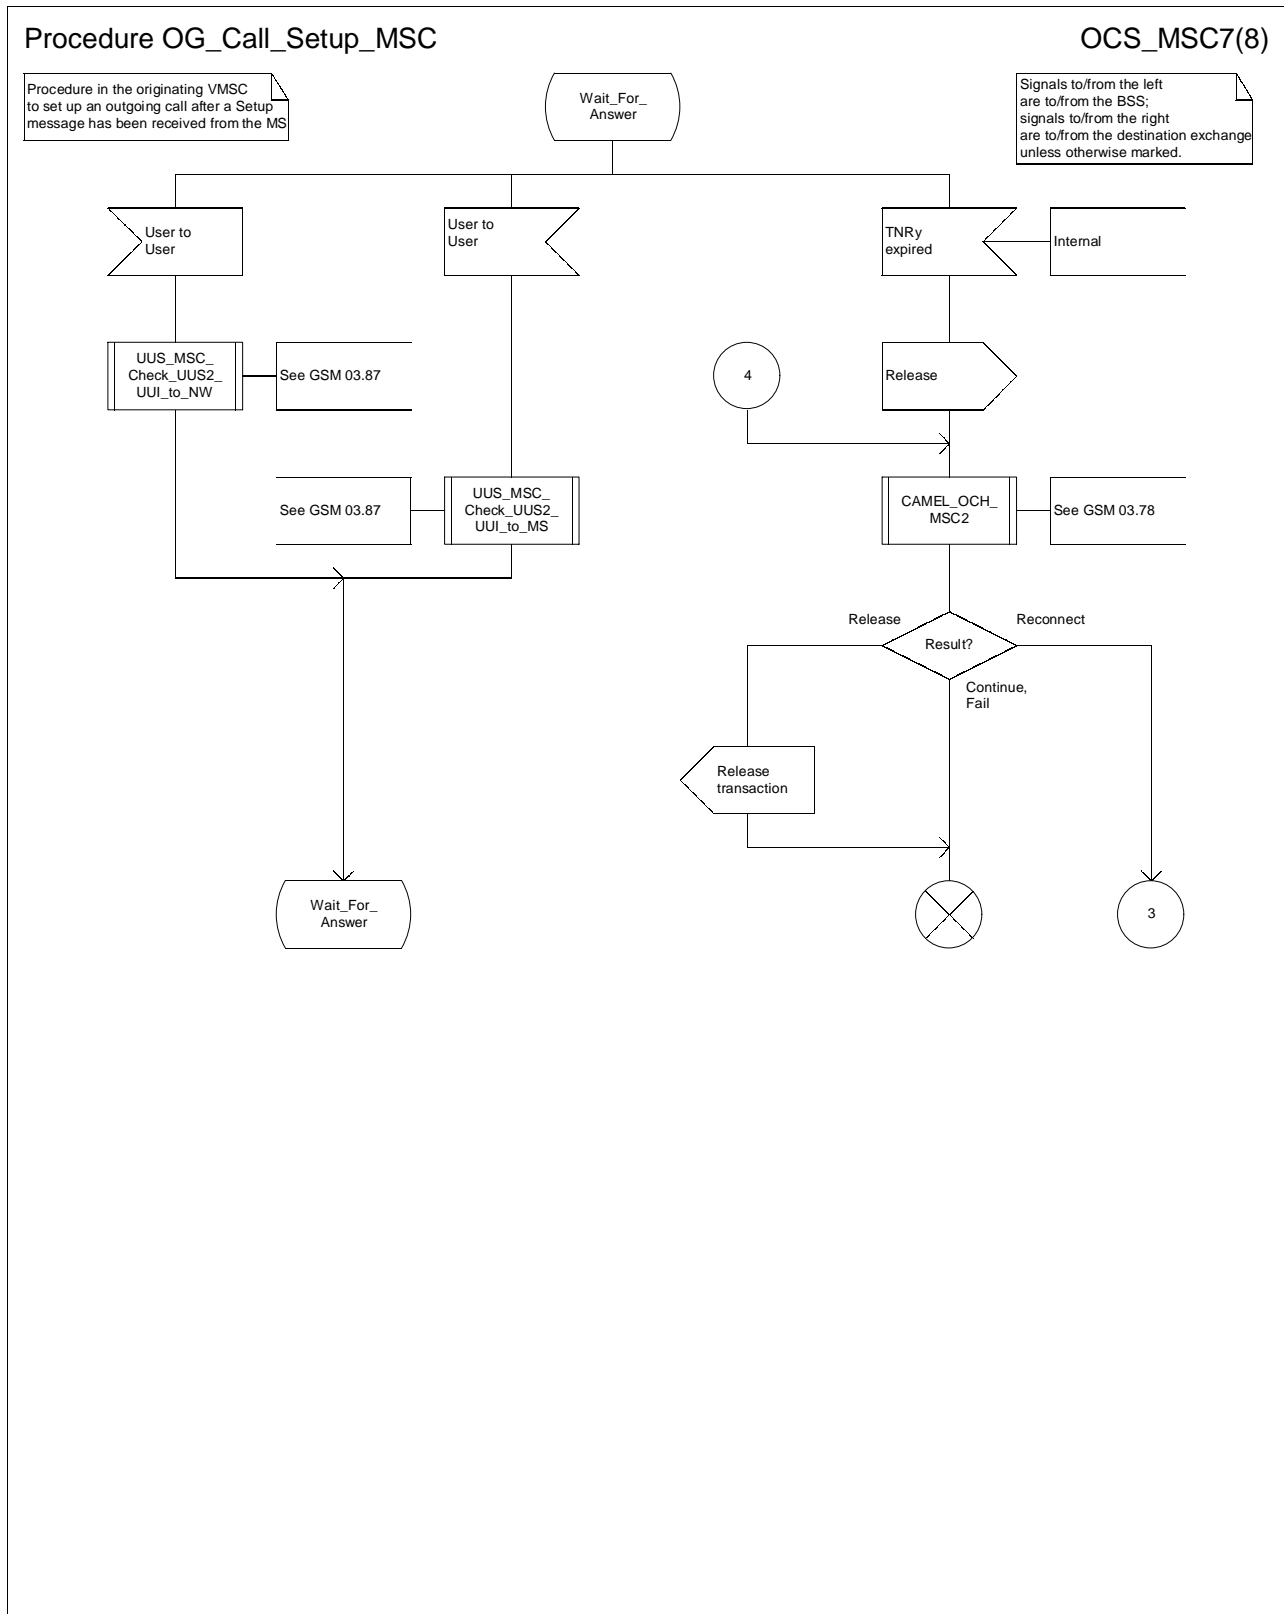 Procedure OG_Call_Setup_MSC
OCS_MSC7(8)
Procedure in the originating VMSC
to set up an outgoing call after a Setup
message has been received from the MS
Wait_For_
Answer
Signals to/from the left
are to/from the BSS;
signals to/from the right
are to/from the destination exchange
unless otherwise marked.
User to
User
User to
User
TNRy
expired
Internal
UUS_MSC_
Check_UUS2_
UUI_to_NW
See GSM 03.87
4
Release
See GSM 03.87
UUS_MSC_
Check_UUS2_
UUI_to_MS
CAMEL_OCH_
MSC2
See GSM 03.78
Release
Result?
Reconnect
Continue,
Fail
Release
transaction
Wait_For_
Answer
3